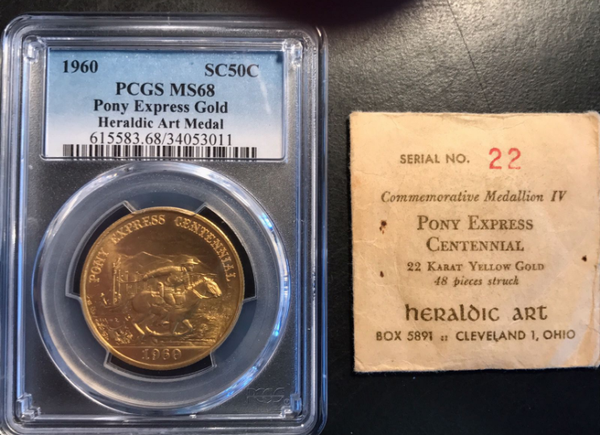 1960 SC50C
PCGS MS68
Pony Express Gold
Heraldic Art Medal
615583.68/34053011
PONY EXPRESS CENTENNIAL
1960
SERIAL NO. 22
Commemorative Medallion IV
PONY EXPRESS
CENTENNIAL
22 KARAT YELLOW GOLD
48 pieces struck
heraldic art
BOX 5891 :: CLEVELAND 1, OHIO